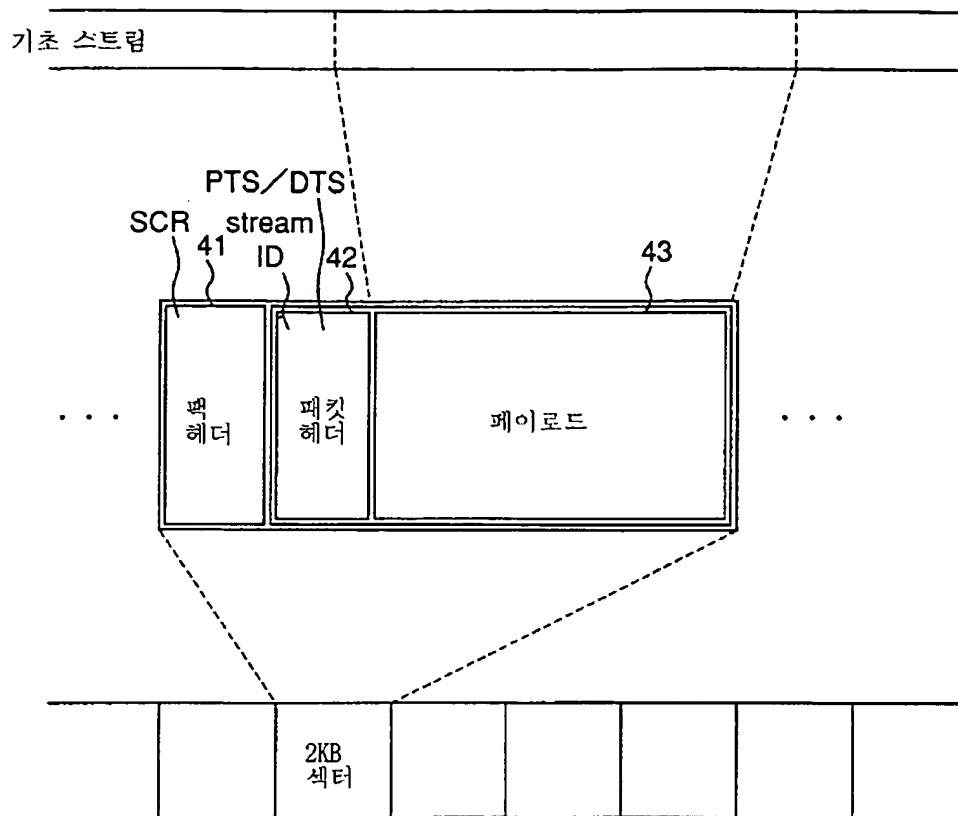 기초 스트림
PTS/DTS
SCR
stream
ID
41
42
43
팩
헤더
패킷
헤더
페이로드
. . .
. . .
2KB
섹터